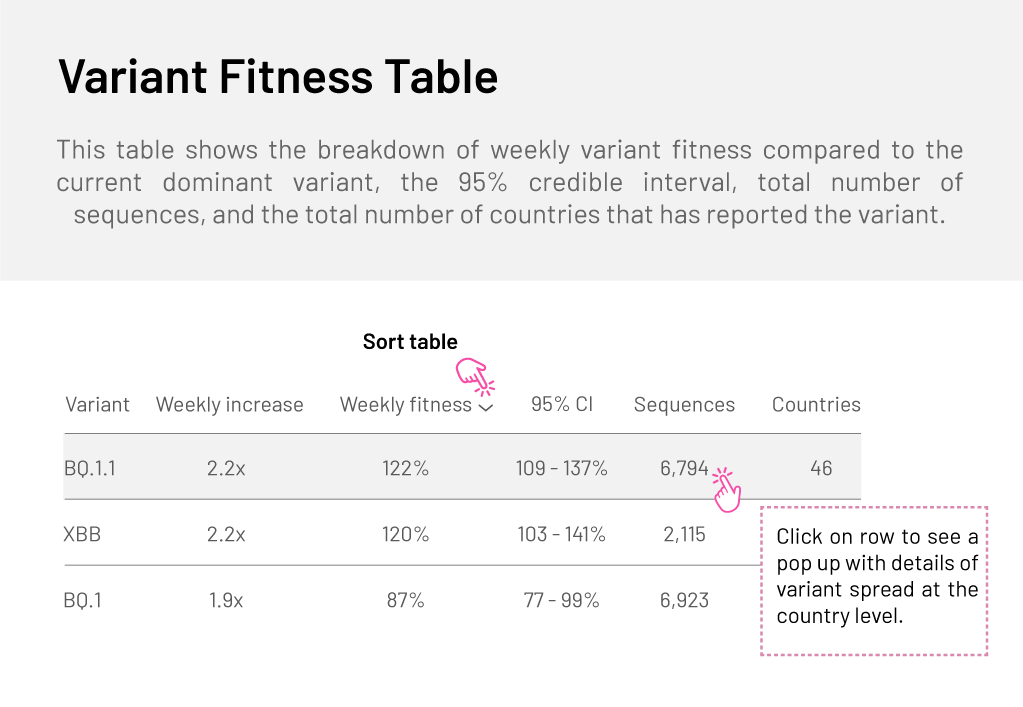 Variant Fitness Table
This table shows the breakdown of weekly variant fitness compared to the
current dominant variant, the 95% credible interval, total number of
sequences, and the total number of countries that has reported the variant.
Sort table
Variant Weekly increase Weekly fitness 95% CI Sequences Countries
BQ.1.1 2.2x 122% 109 - 137% 6,794 46
XBB 2.2x 120% 103 - 141% 2,115
BQ.1 1.9x 87% 77 - 99% 6,923
Click on row to see a
pop up with details of
variant spread at the
country level.